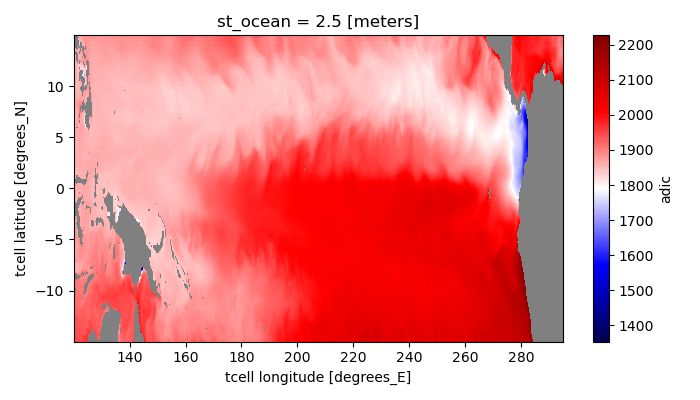 st_ocean = 2.5 [meters]
10
5
0
−5
−10
tcell latitude [degrees_N]
140 160 180 200 220 240 260 280
tcell longitude [degrees_E]
2200
2100
2000
1900
1800
1700
1600
1500
1400
adic